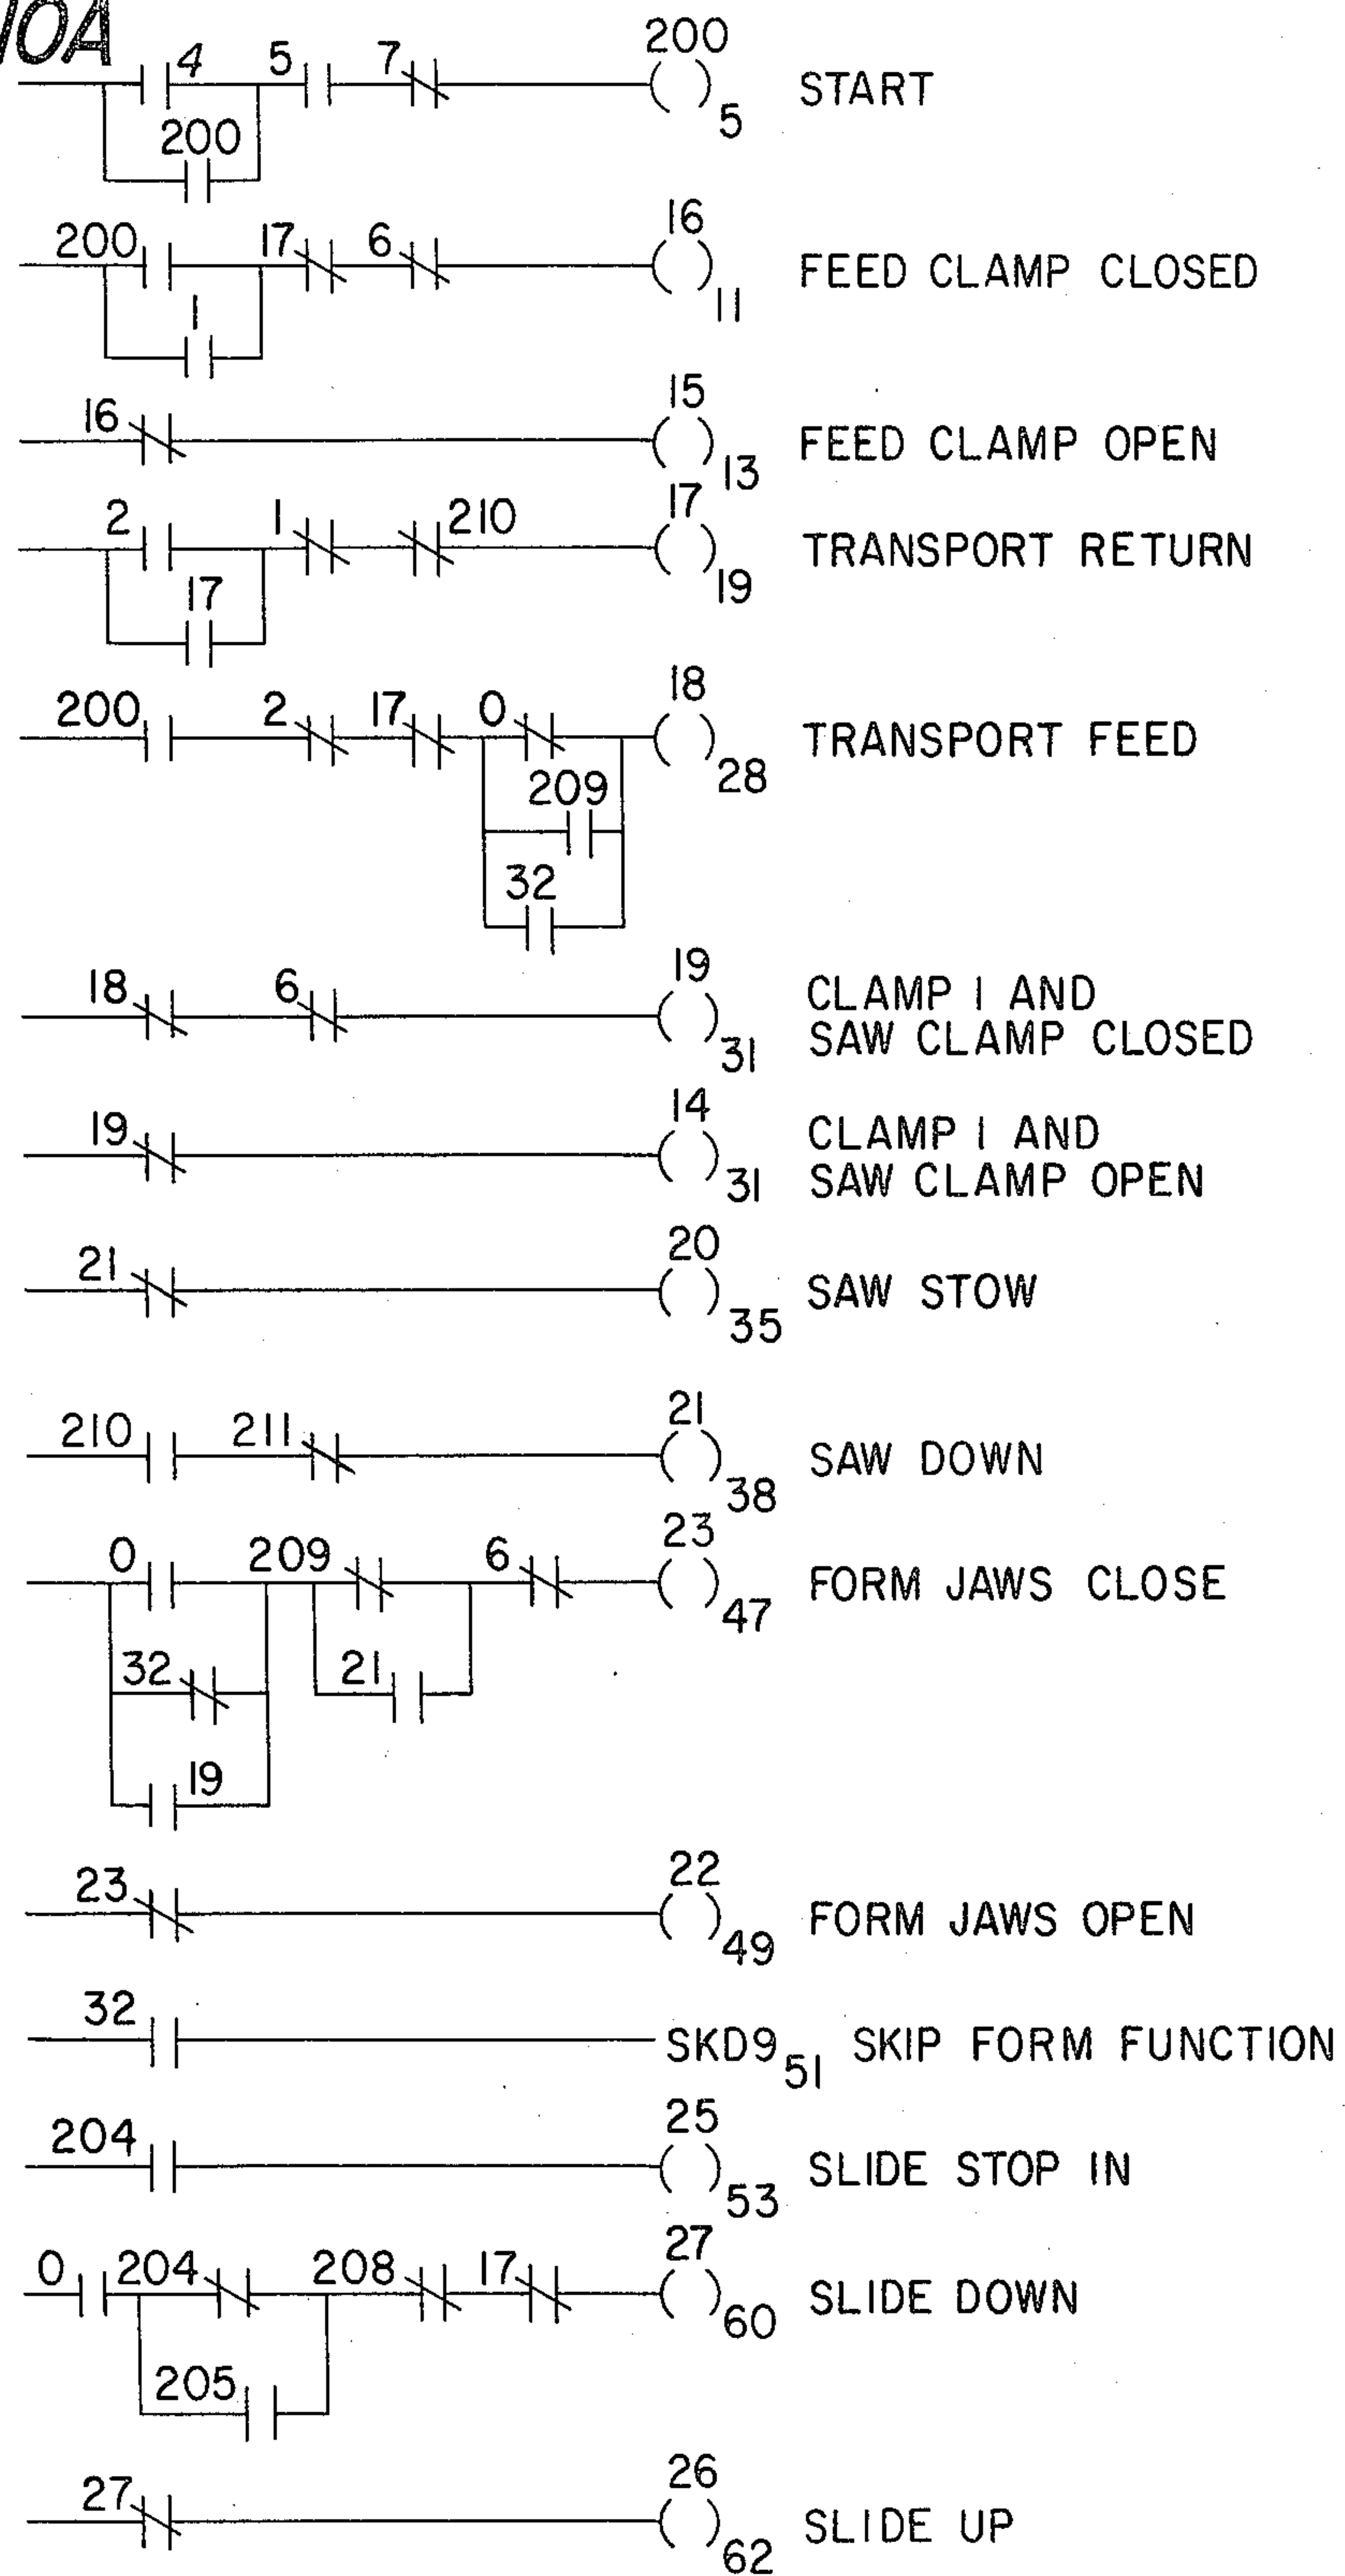 10A
4 5 7 200
5 START
200
200 17 6 16
11 FEED CLAMP CLOSED
1
16 15
13 FEED CLAMP OPEN
2 1 210 17
19 TRANSPORT RETURN
17
200 2 17 0 18
28 TRANSPORT FEED
209
32
18 6 19
31 CLAMP 1 AND
SAW CLAMP CLOSED
19 14
31 CLAMP 1 AND
SAW CLAMP OPEN
21 20
35 SAW STOW
210 211 21
38 SAW DOWN
0 209 6 23
47 FORM JAWS CLOSE
32 21
19
23 22
49 FORM JAWS OPEN
32 SKD9 51 SKIP FORM FUNCTION
204 25
53 SLIDE STOP IN
0 204 208 17 27
60 SLIDE DOWN
205
27 26
62 SLIDE UP